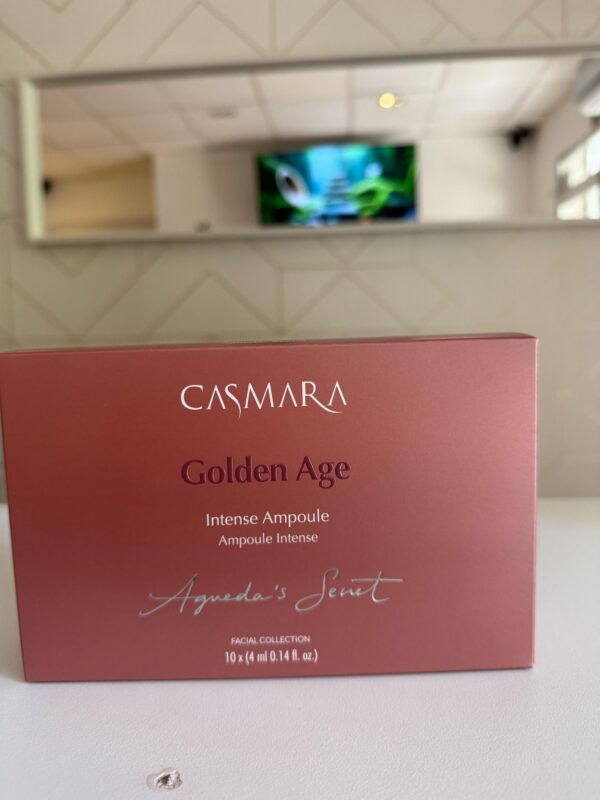 CASMARA
Golden Age
Intense Ampoule
Ampoule Intense
Agueda's Secret
FACIAL COLLECTION
10 x (4 ml 0.14 fl. oz.)